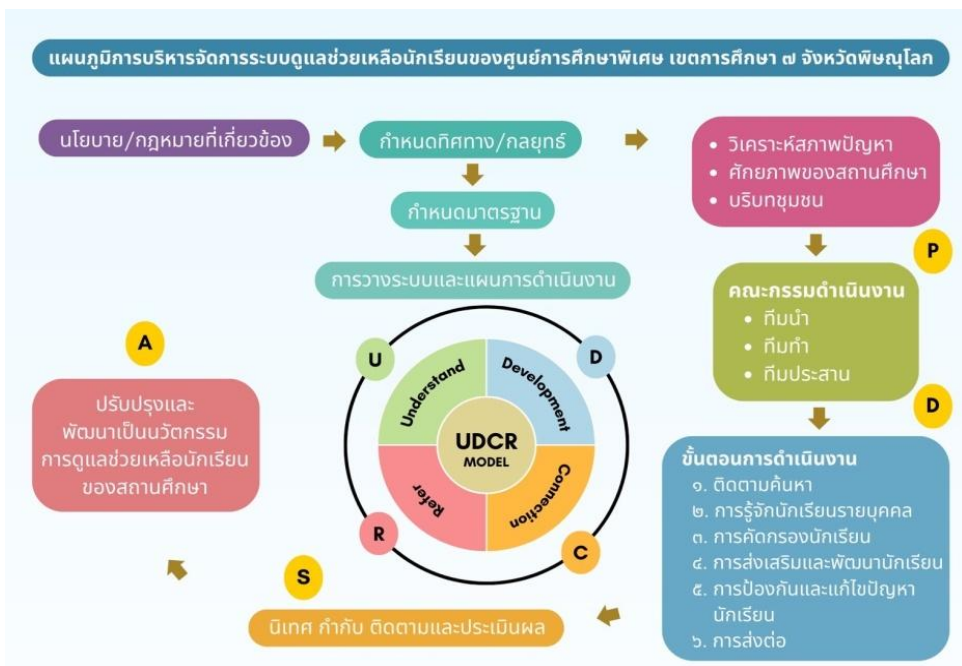 แผนภูมิการบริหารจัดการระบบดูแลช่วยเหลือนักเรียนของศูนย์การศึกษาพิเศษ เขตการศึกษา ๗ จังหวัดพิษณุโลก
นโยบาย/กฎหมายที่เกี่ยวข้อง
กำหนดทิศทาง/กลยุทธ์
• วิเคราะห์สภาพปัญหา
• ศักยภาพของสถานศึกษา
• บริบทชุมชน
กำหนดมาตรฐาน
การวางระบบและแผนการดำเนินงาน
P
คณะกรรมดำเนินงาน
• ทีมนำ
• ทีมทำ
• ทีมประสาน
D
ขั้นตอนการดำเนินงาน
๑. ติดตามค้นหา
๒. การรู้จักนักเรียนรายบุคคล
๓. การคัดกรองนักเรียน
๔. การส่งเสริมและพัฒนานักเรียน
๕. การป้องกันและแก้ไขปัญหา
นักเรียน
๖. การส่งต่อ
U
D
Understand
Development
UDCR
MODEL
Refer
Connection
R
C
S
นิเทศ กำกับ ติดตามและประเมินผล
A
ปรับปรุงและ
พัฒนาเป็นนวัตกรรม
การดูแลช่วยเหลือนักเรียน
ของสถานศึกษา